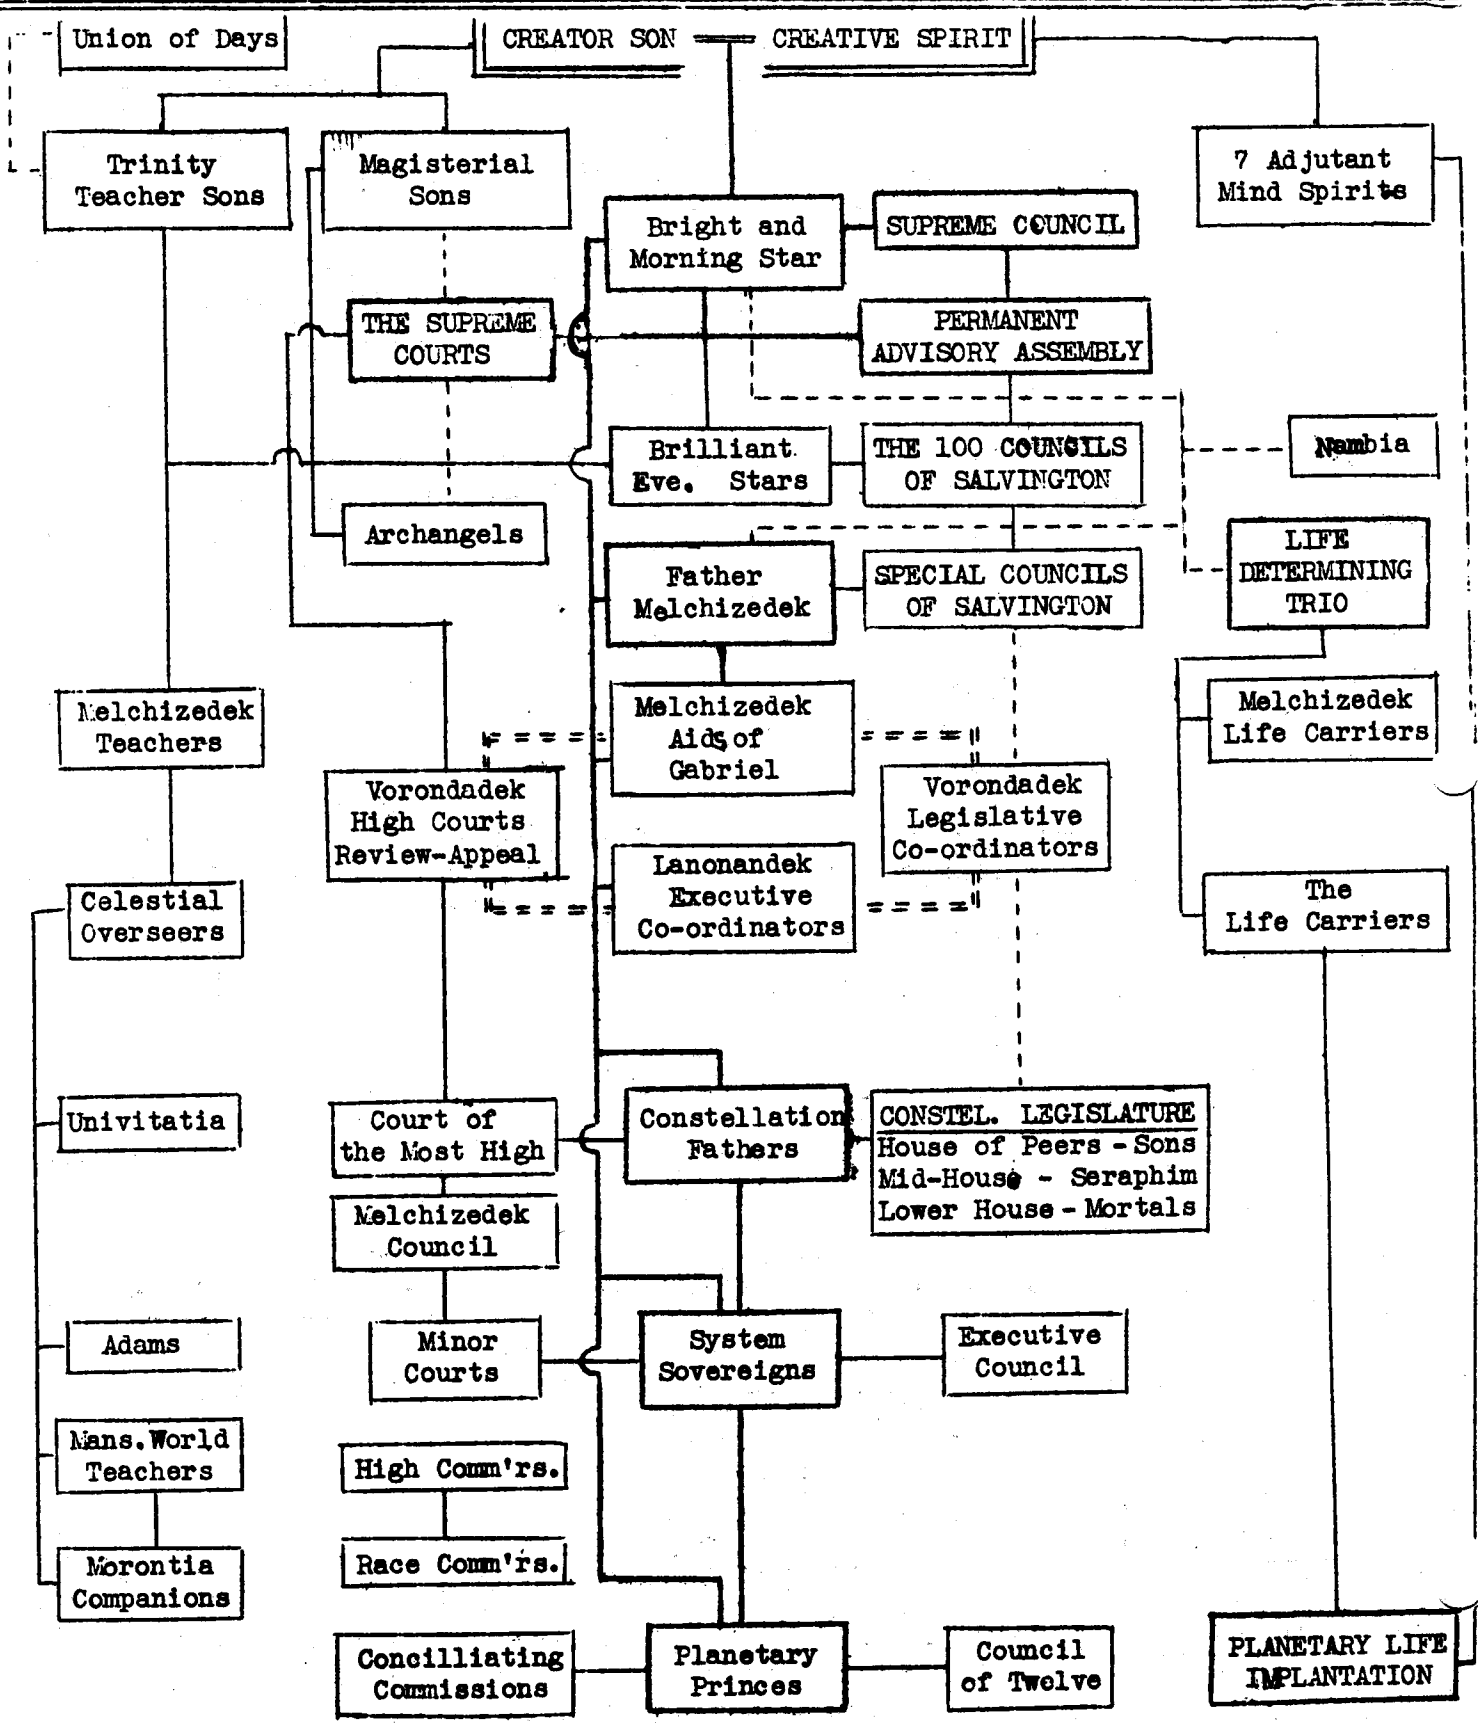 Union of Days
CREATOR SON
CREATIVE SPIRIT
Trinity
Teacher Sons
Magisterial
Sons
7 Adjutant
Mind Spirits
Bright and
Morning Star
SUPREME COUNCIL
THE SUPREME
COURTS
PERMANENT
ADVISORY ASSEMBLY
Brilliant
Eve. Stars
THE 100 COUNCILS
OF SALVINGTON
Nambia
Archangels
Father
Melchizedek
SPECIAL COUNCILS
OF SALVINGTON
LIFE
DETERMINING
TRIO
Melchizedek
Teachers
Melchizedek
Aids of
Gabriel
Melchizedek
Life Carriers
Vorondadek
High Courts
Review-Appeal
Vorondadek
Legislative
Co-ordinators
Celestial
Overseers
Lanonandek
Executive
Co-ordinators
The
Life Carriers
Univitatia
Court of
the Most High
Constellation
Fathers
CONSTEL. LEGISLATURE
House of Peers - Sons
Mid-House - Seraphim
Lower House - Mortals
Melchizedek
Council
Adams
Minor
Courts
System
Sovereigns
Executive
Council
Mans. World
Teachers
High Comm'rs.
Morontia
Companions
Race Comm'rs.
Concilliating
Commissions
Planetary
Princes
Council
of Twelve
PLANETARY LIFE
IMPLANTATION